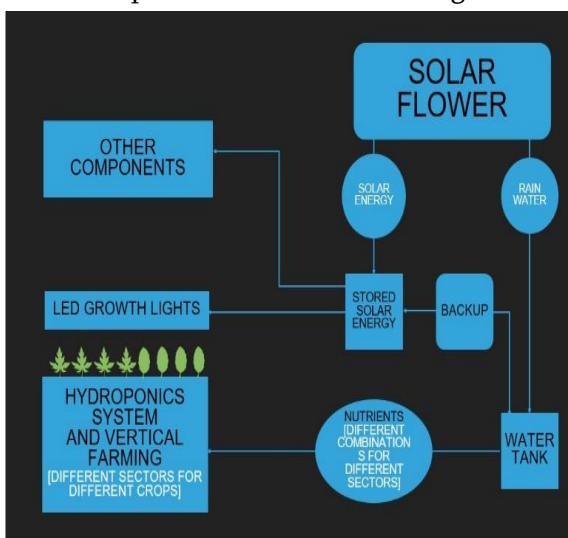 SOLAR
FLOWER
OTHER
COMPONENTS
SOLAR
ENERGY
RAIN
WATER
LED GROWTH LIGHTS
STORED
SOLAR
ENERGY
BACKUP
HYDROPONICS
SYSTEM
AND VERTICAL
FARMING
[DIFFERENT SECTORS FOR
DIFFERENT CROPS]
NUTRIENTS
[DIFFERENT
COMBINATION
S FOR
DIFFERENT
SECTORS]
WATER
TANK